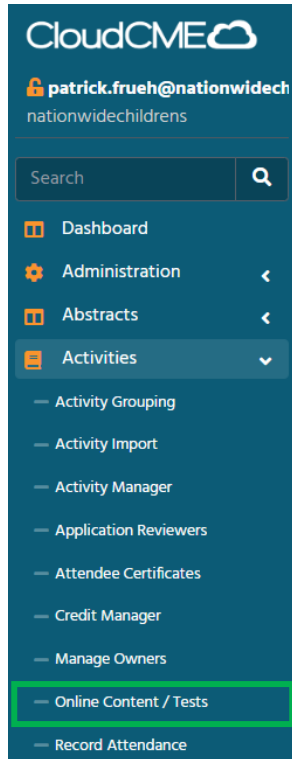 CloudCME
patrick.frueh@nationwidech
nationwidechildrens
Search
Dashboard
Administration
Abstracts
Activities
Activity Grouping
Activity Import
Activity Manager
Application Reviewers
Attendee Certificates
Credit Manager
Manage Owners
Online Content / Tests
Record Attendance